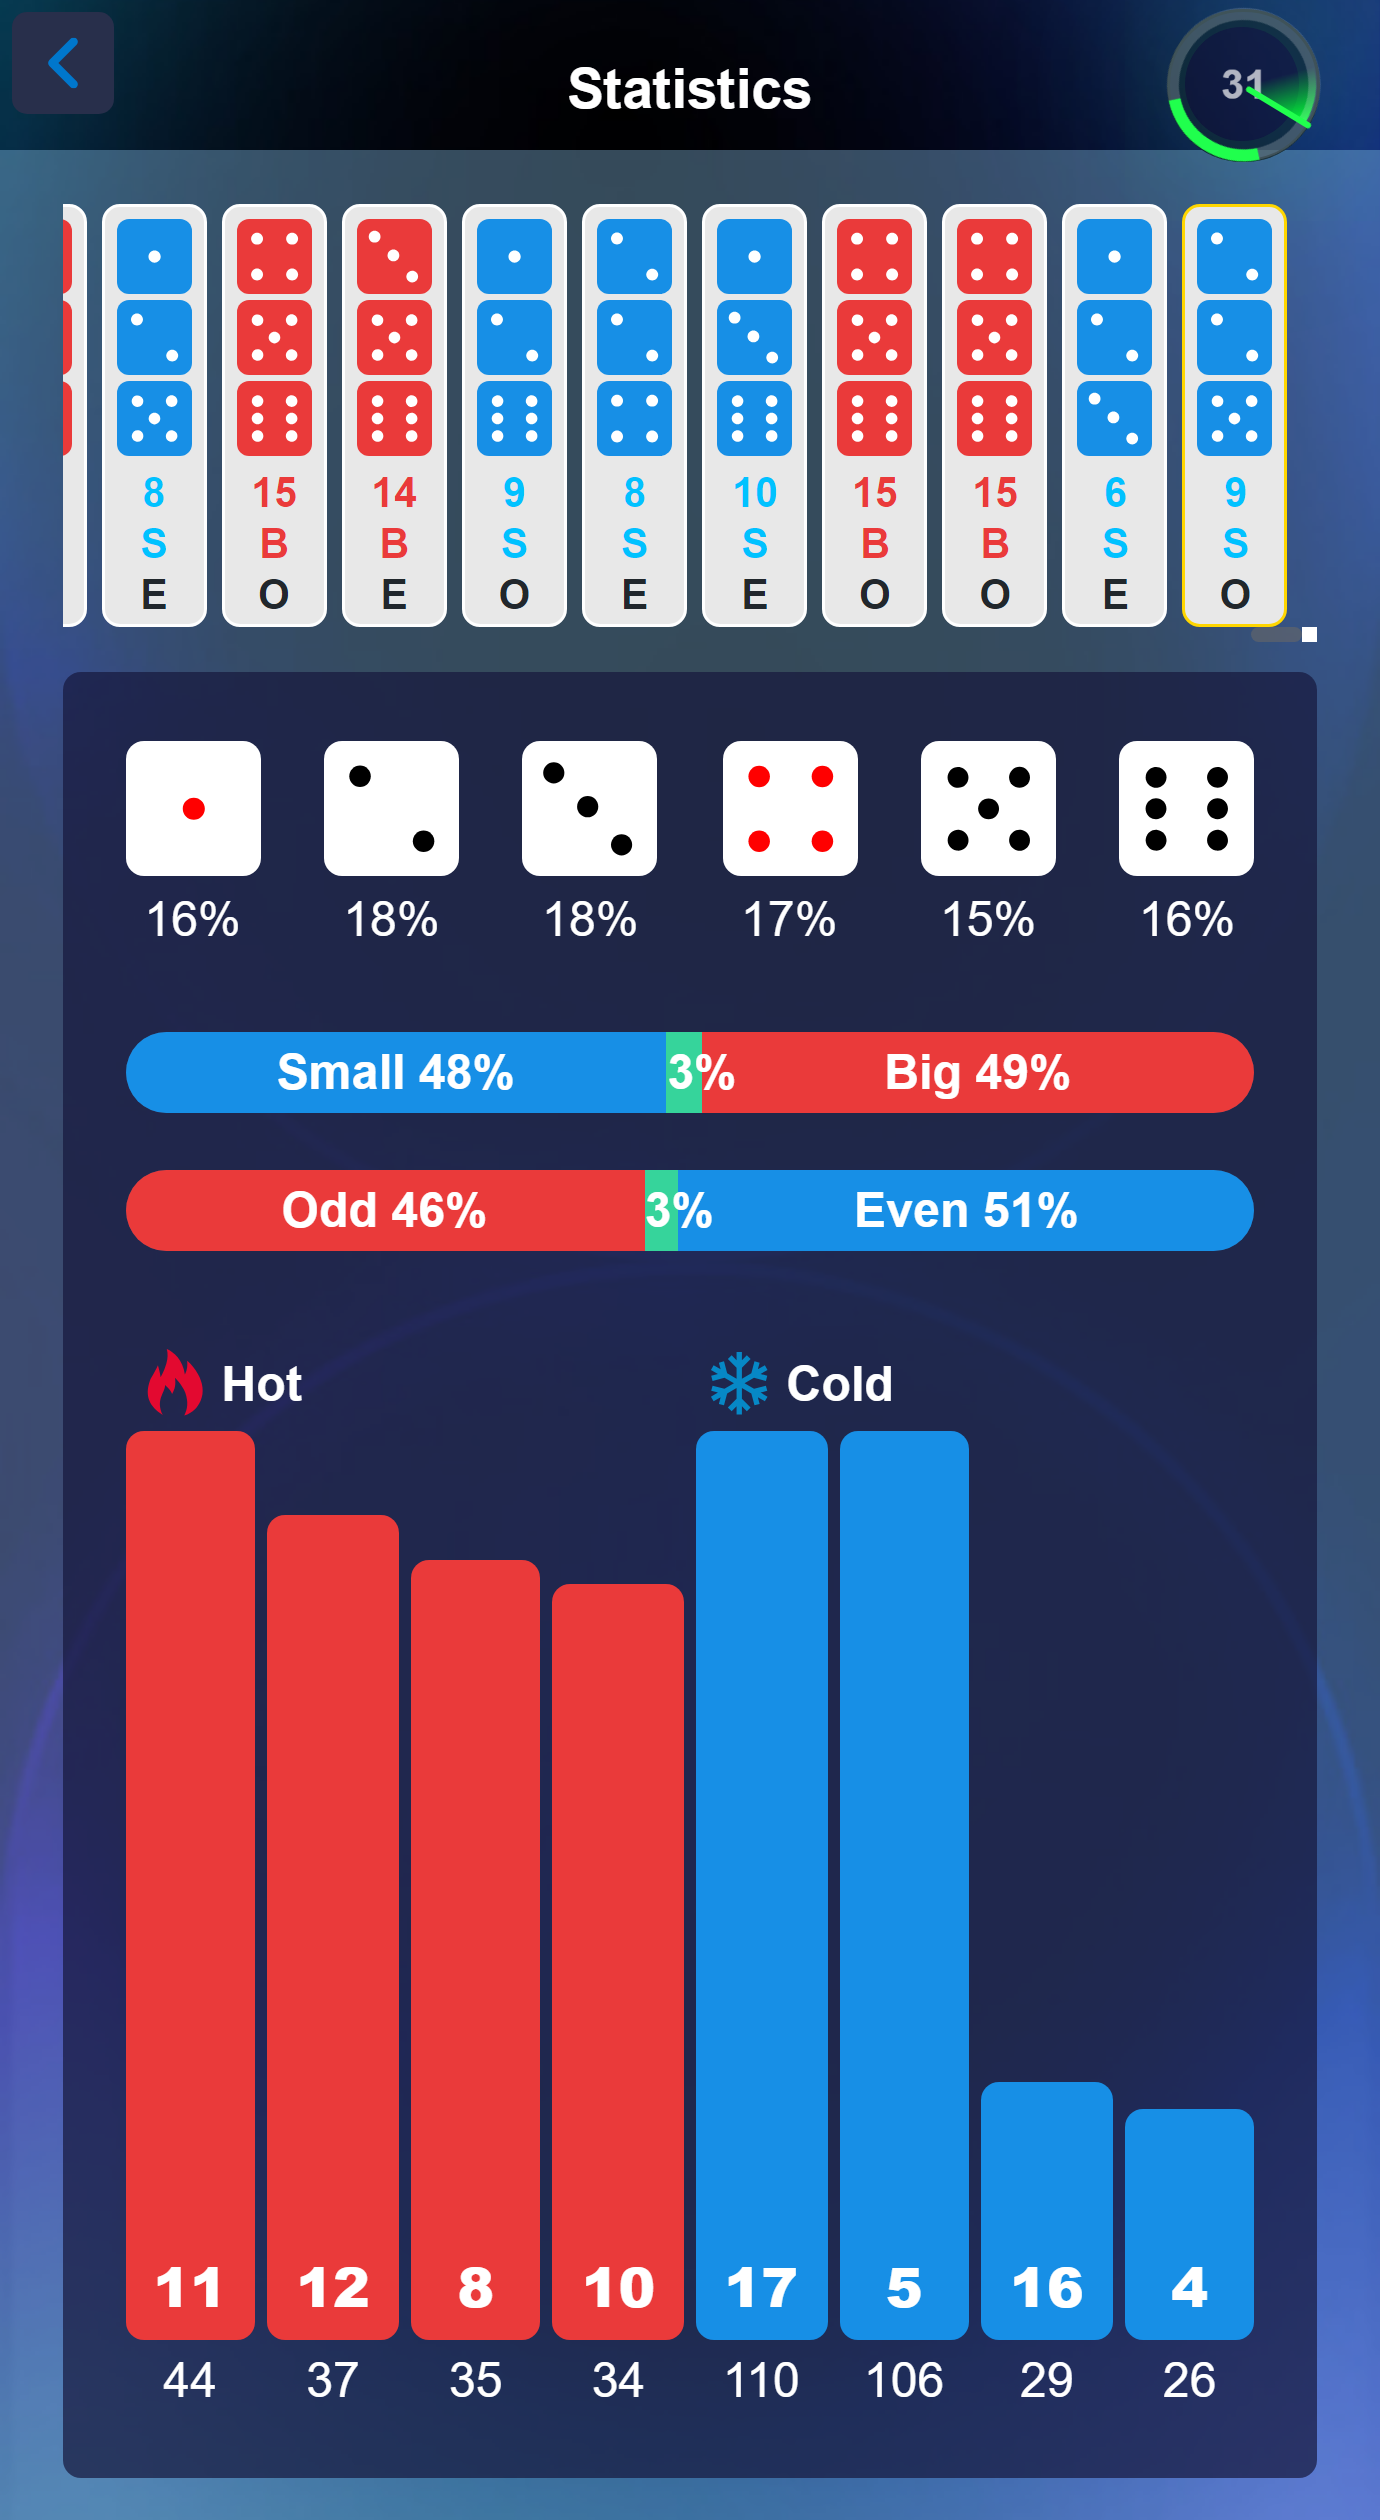 Statistics
31
8 15 14 9 8 10 15 15 6 9
S B B S S S B B S S
E O E O E E O O E O
16% 18% 18% 17% 15% 16%
Small 48% 3% Big 49%
Odd 46% 3% Even 51%
Hot Cold
11 12 8 10 17 5 16 4
44 37 35 34 110 106 29 26